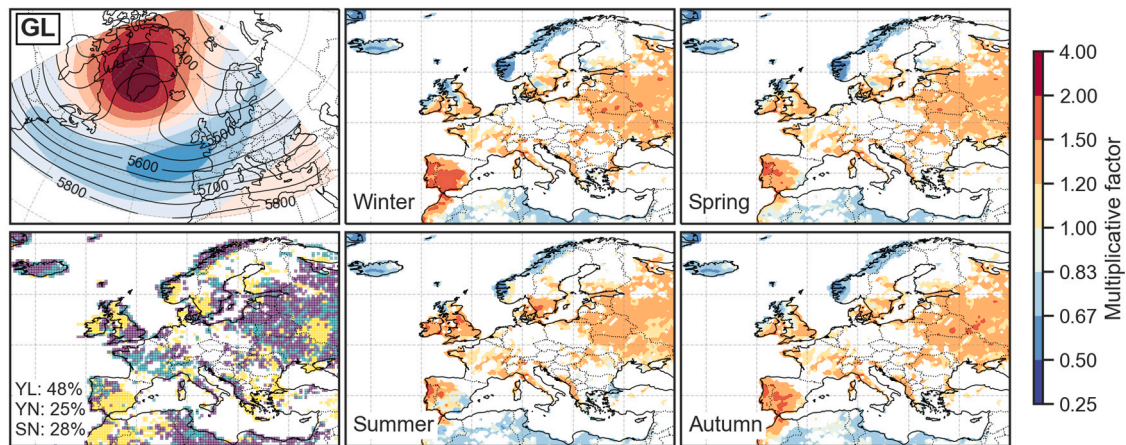 GL
5600
5500
5700
5800
5800
Winter
Spring
YL: 48%
YN: 25%
SN: 28%
Summer
Autumn
4.00
2.00
1.50
1.20
1.00
0.83
0.67
0.50
0.25
Multiplicative factor